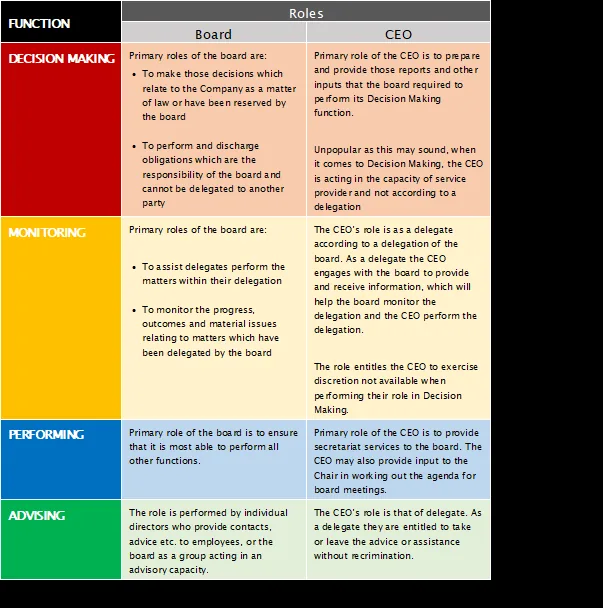 FUNCTION
Roles
Board
CEO
DECISION MAKING
Primary roles of the board are:
• To make those decisions which
relate to the Company as a matter
of law or have been reserved by
the board
• To perform and discharge
obligations which are the
responsibility of the board and
cannot be delegated to another
party
Primary role of the CEO is to prepare
and provide those reports and other
inputs that the board required to
perform its Decision Making
function.
Unpopular as this may sound, when
it comes to Decision Making, the CEO
is acting in the capacity of service
provider and not according to a
delegation
MONITORING
Primary roles of the board are:
• To assist delegates perform the
matters within their delegation
• To monitor the progress,
outcomes and material issues
relating to matters which have
been delegated by the board
The CEO's role is as a delegate
according to a delegation of the
board. As a delegate the CEO
engages with the board to provide
and receive information, which will
help the board monitor the
delegation and the CEO perform the
delegation.
The role entitles the CEO to exercise
discretion not available when
performing their role in Decision
Making.
PERFORMING
Primary role of the board is to ensure
that it is most able to perform all
other functions.
Primary role of the CEO is to provide
secretariat services to the board. The
CEO may also provide input to the
Chair in working out the agenda for
board meetings.
ADVISING
The role is performed by individual
directors who provide contacts,
advice etc. to employees, or the
board as a group acting in an
advisory capacity.
The CEO's role is that of delegate. As
a delegate they are entitled to take
or leave the advice or assistance
without recrimination.